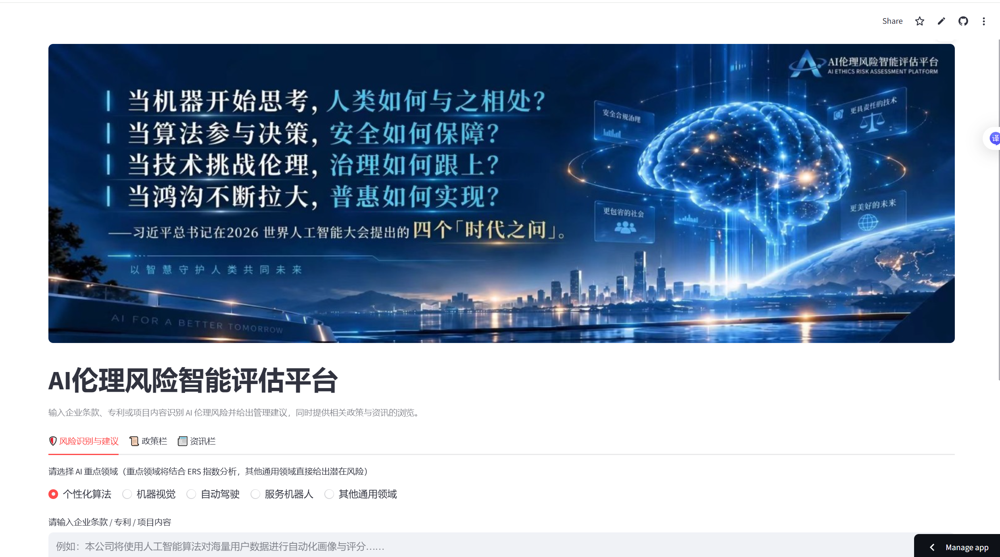 Share
AI伦理风险智能评估平台
AI ETHICS RISK ASSESSMENT PLATFORM
当机器开始思考，人类如何与之相处？
当算法参与决策，安全如何保障？
当技术挑战伦理，治理如何跟上？
当鸿沟不断拉大，普惠如何实现？
——习近平总书记在2026 世界人工智能大会提出的 四个「时代之问」。
以智慧守护人类共同未来
安全合规治理
更具责任的技术
更包容的社会
更美好的未来
AI FOR A BETTER TOMORROW
译
AI伦理风险智能评估平台
输入企业条款、专利或项目内容识别 AI 伦理风险并给出管理建议，同时提供相关政策与资讯的浏览。
风险识别与建议 政策栏 资讯栏
请选择 AI 重点领域（重点领域将结合 ERS 指数分析，其他通用领域直接给出潜在风险）
个性化算法 机器视觉 自动驾驶 服务机器人 其他通用领域
请输入企业条款 / 专利 / 项目内容
例如：本公司将使用人工智能算法对海量用户数据进行自动化画像与评分……
Manage app